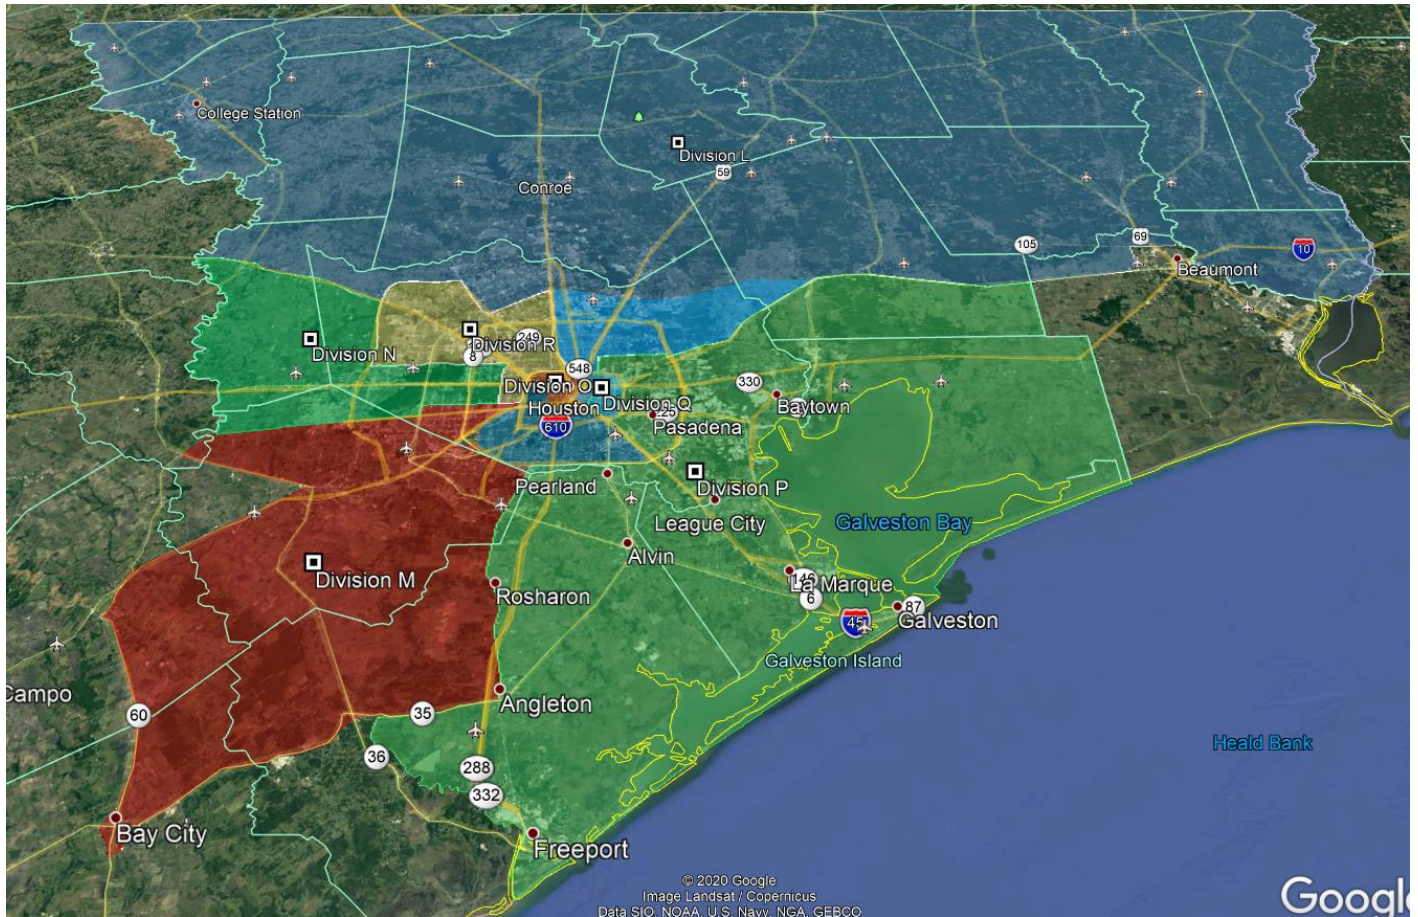 College Station
Division L
59
Conroe
69
105
10
Beaumont
Division N
249
Division R
8
548
Division O
Division Q
330
Houston
Baytown
610
Pasadena
Pearland
Division P
League City
Galveston Bay
Alvin
Division M
Rosharon
La Marque
6
87
45
Galveston
Galveston Island
Campo
Angleton
60
35
36
288
332
Heald Bank
Bay City
Freeport
© 2020 Google
Image Landsat / Copernicus
Data SIO, NOAA, U.S. Navy, NGA, GEBCO
Google